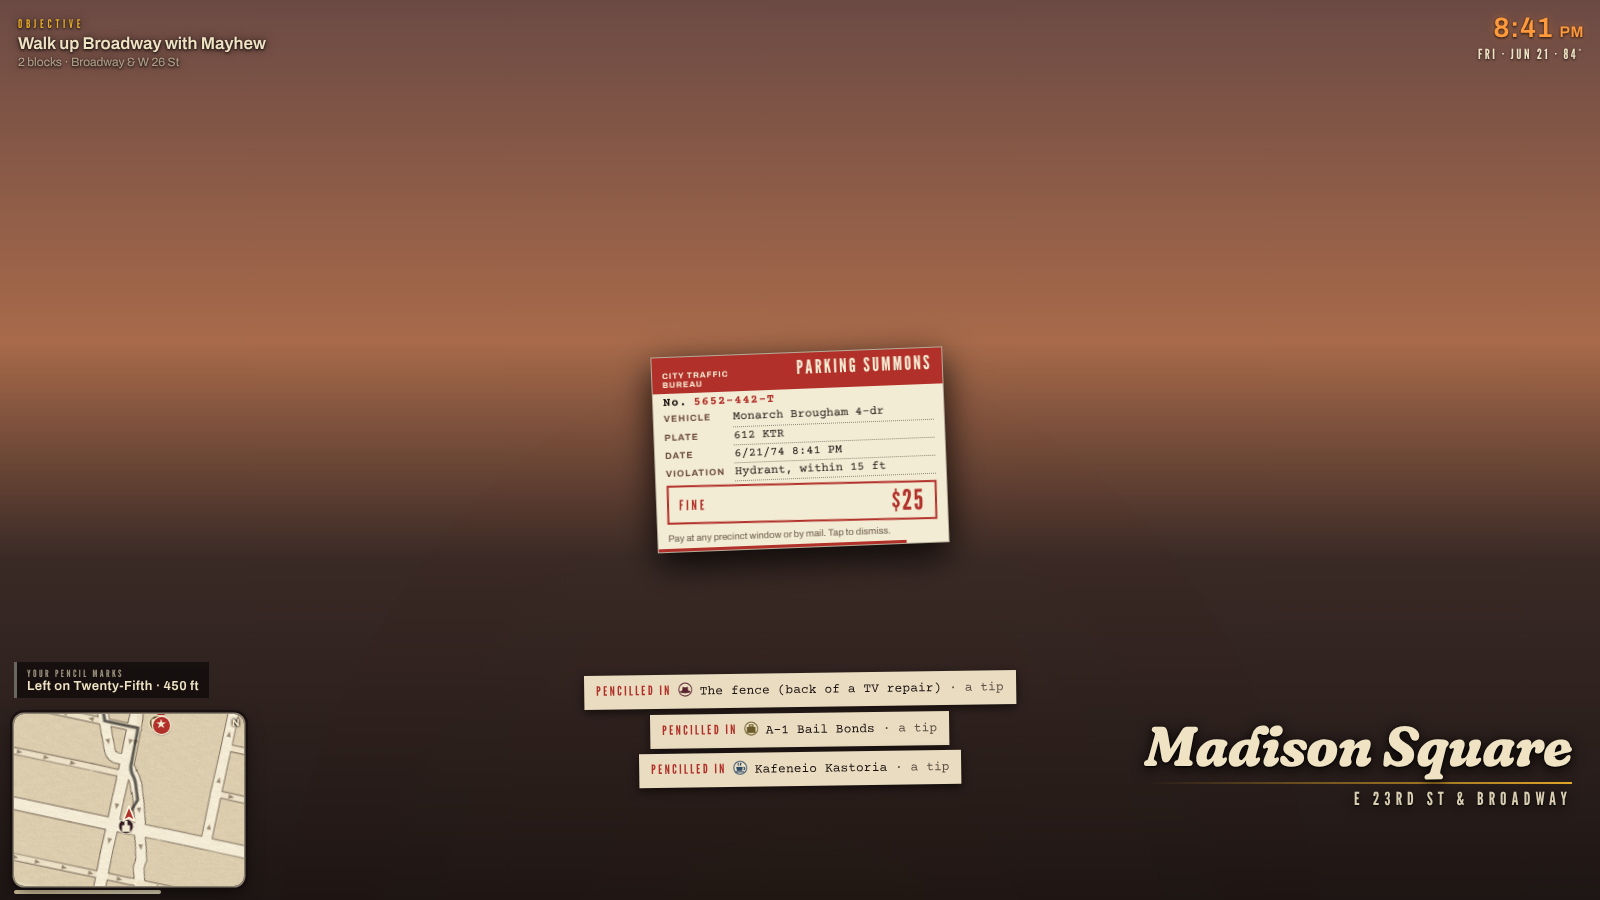 OBJECTIVE
Walk up Broadway with Mayhew
2 blocks · Broadway & W 26 St
8:41 PM
FRI · JUN 21 · 84°
CITY TRAFFIC
BUREAU
PARKING SUMMONS
No. 5652-442-T
VEHICLE Monarch Brougham 4-dr
PLATE 612 KTR
DATE 6/21/74 8:41 PM
VIOLATION Hydrant, within 15 ft
FINE $25
Pay at any precinct window or by mail. Tap to dismiss.
YOUR PENCIL MARKS
Left on Twenty-Fifth · 450 ft
N
PENCILLED IN The fence (back of a TV repair) · a tip
PENCILLED IN A-1 Bail Bonds · a tip
PENCILLED IN Kafeneio Kastoria · a tip
Madison Square
E 23RD ST & BROADWAY